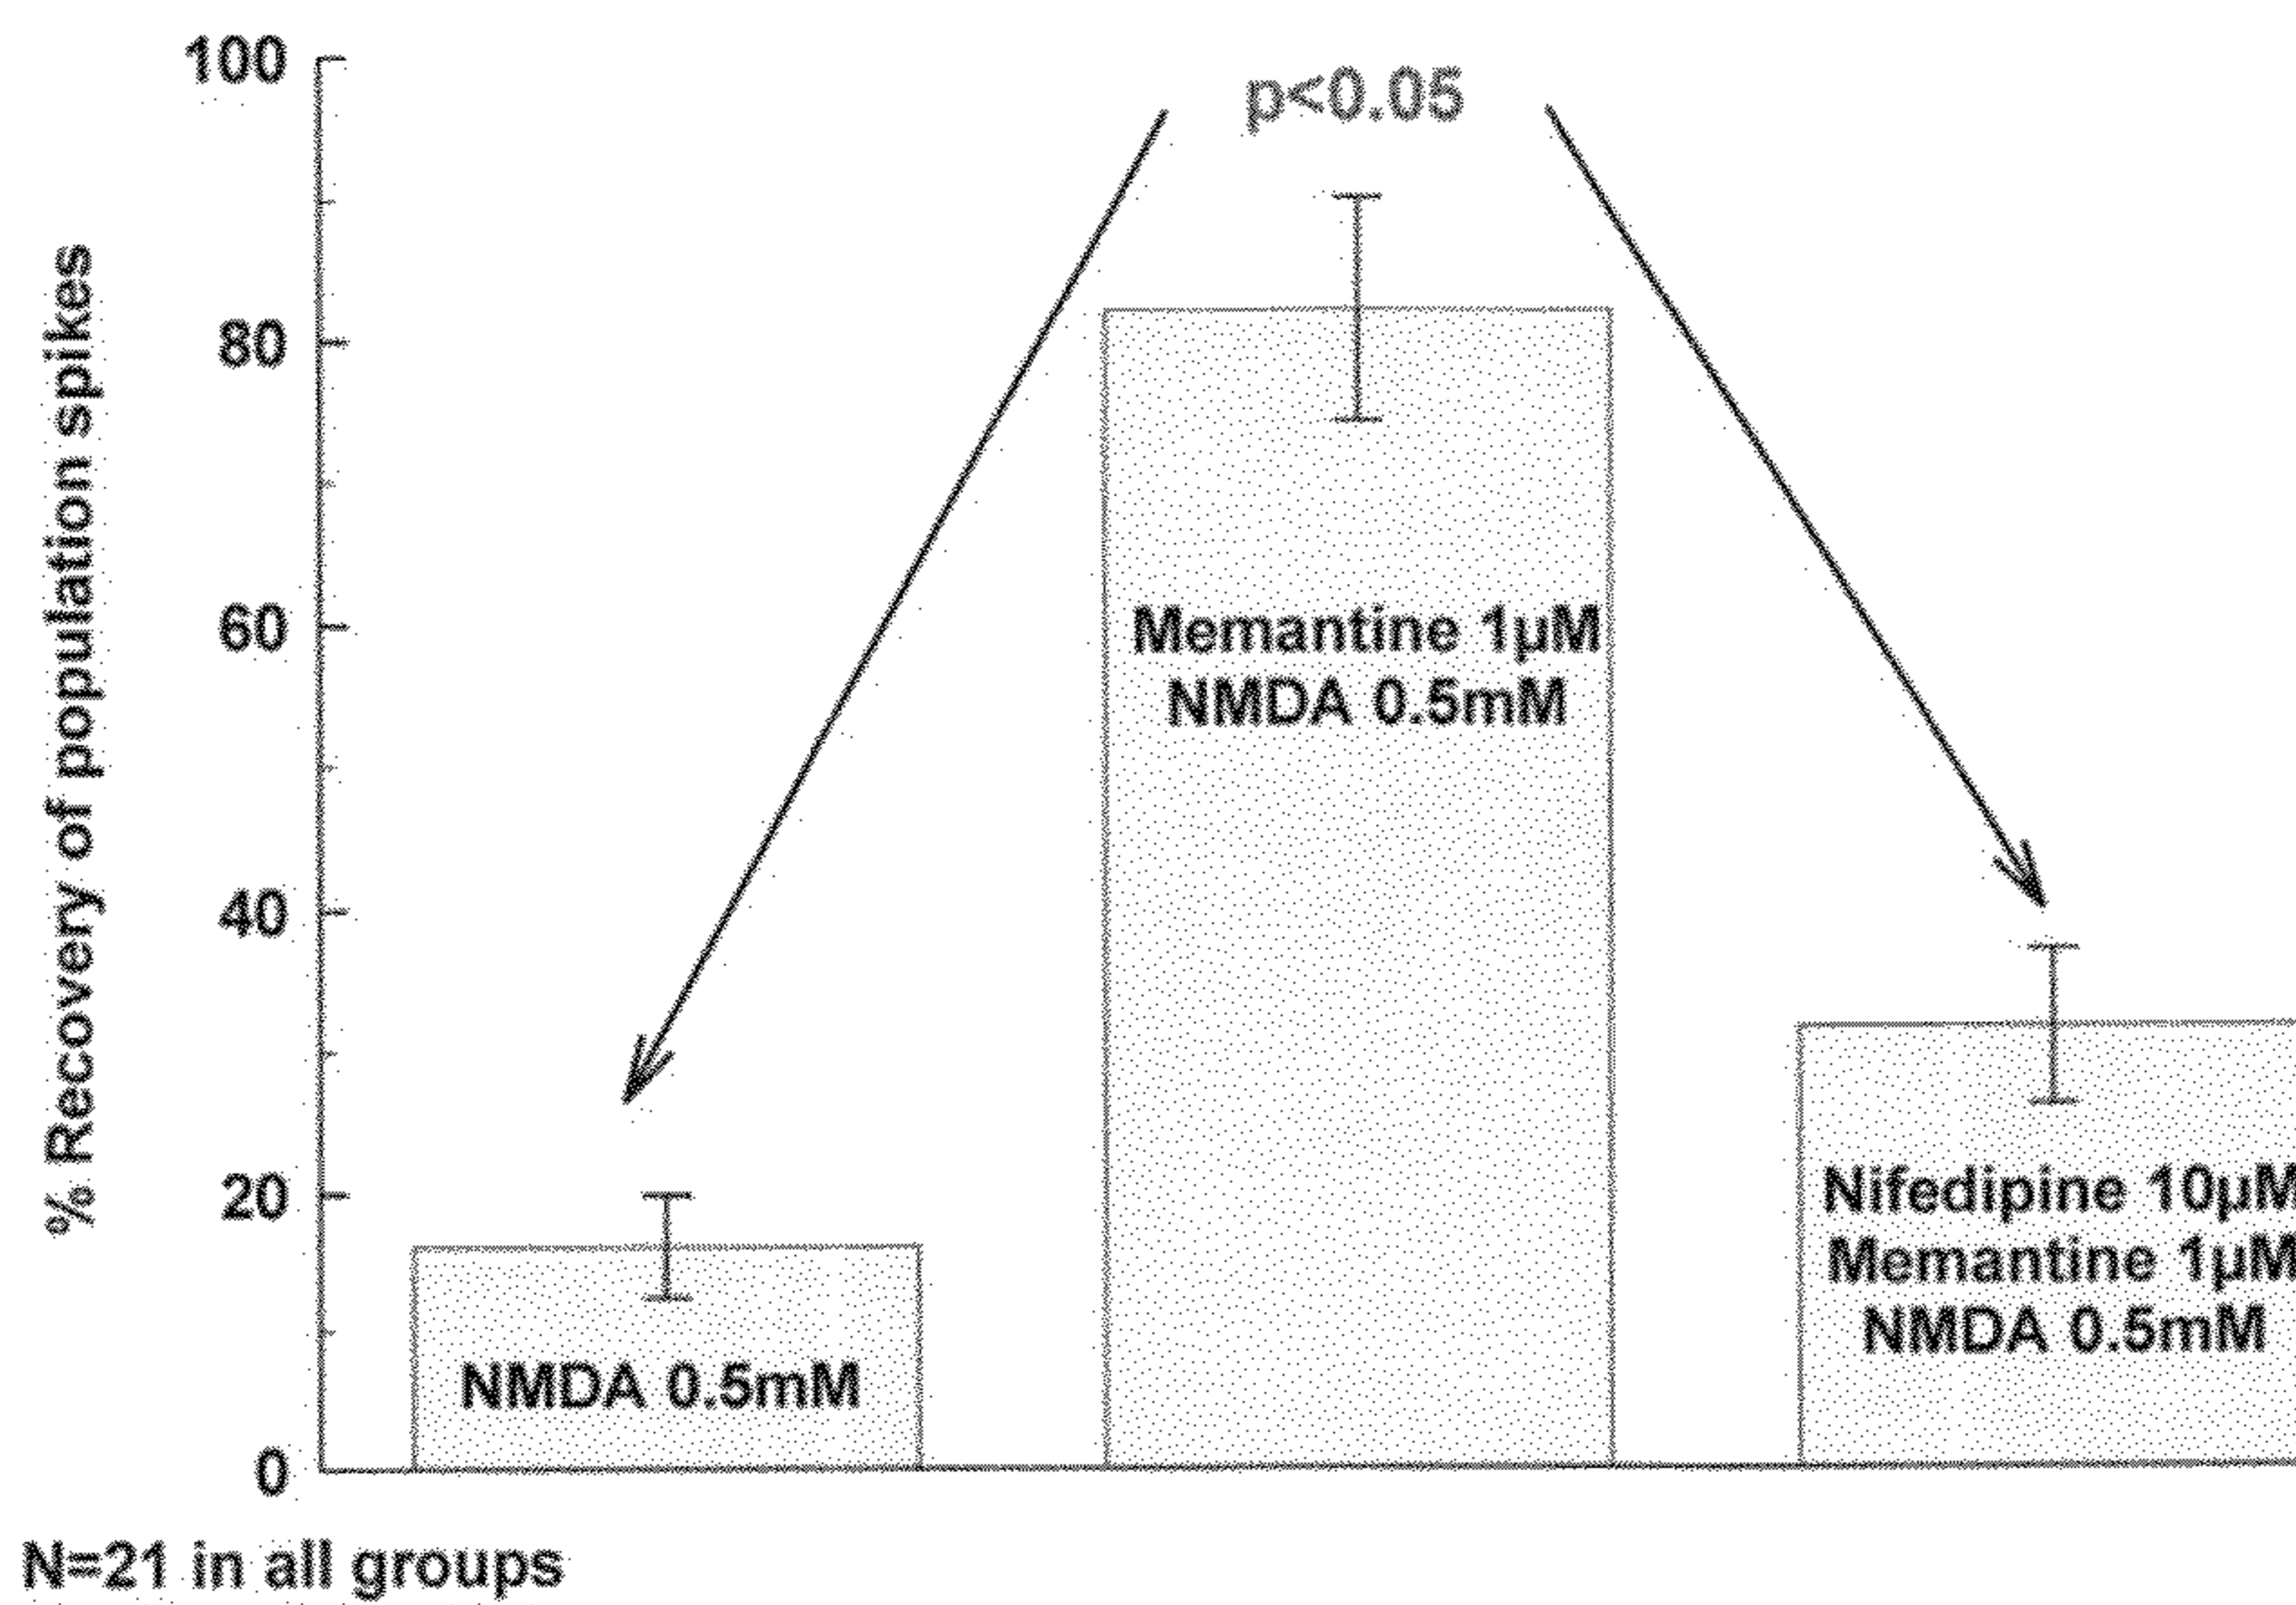 % Recovery of population spikes
100
80
60
40
20
0
p<0.05
NMDA 0.5mM
Memantine 1µM
NMDA 0.5mM
Nifedipine 10µM
Memantine 1µM
NMDA 0.5mM
N=21 in all groups